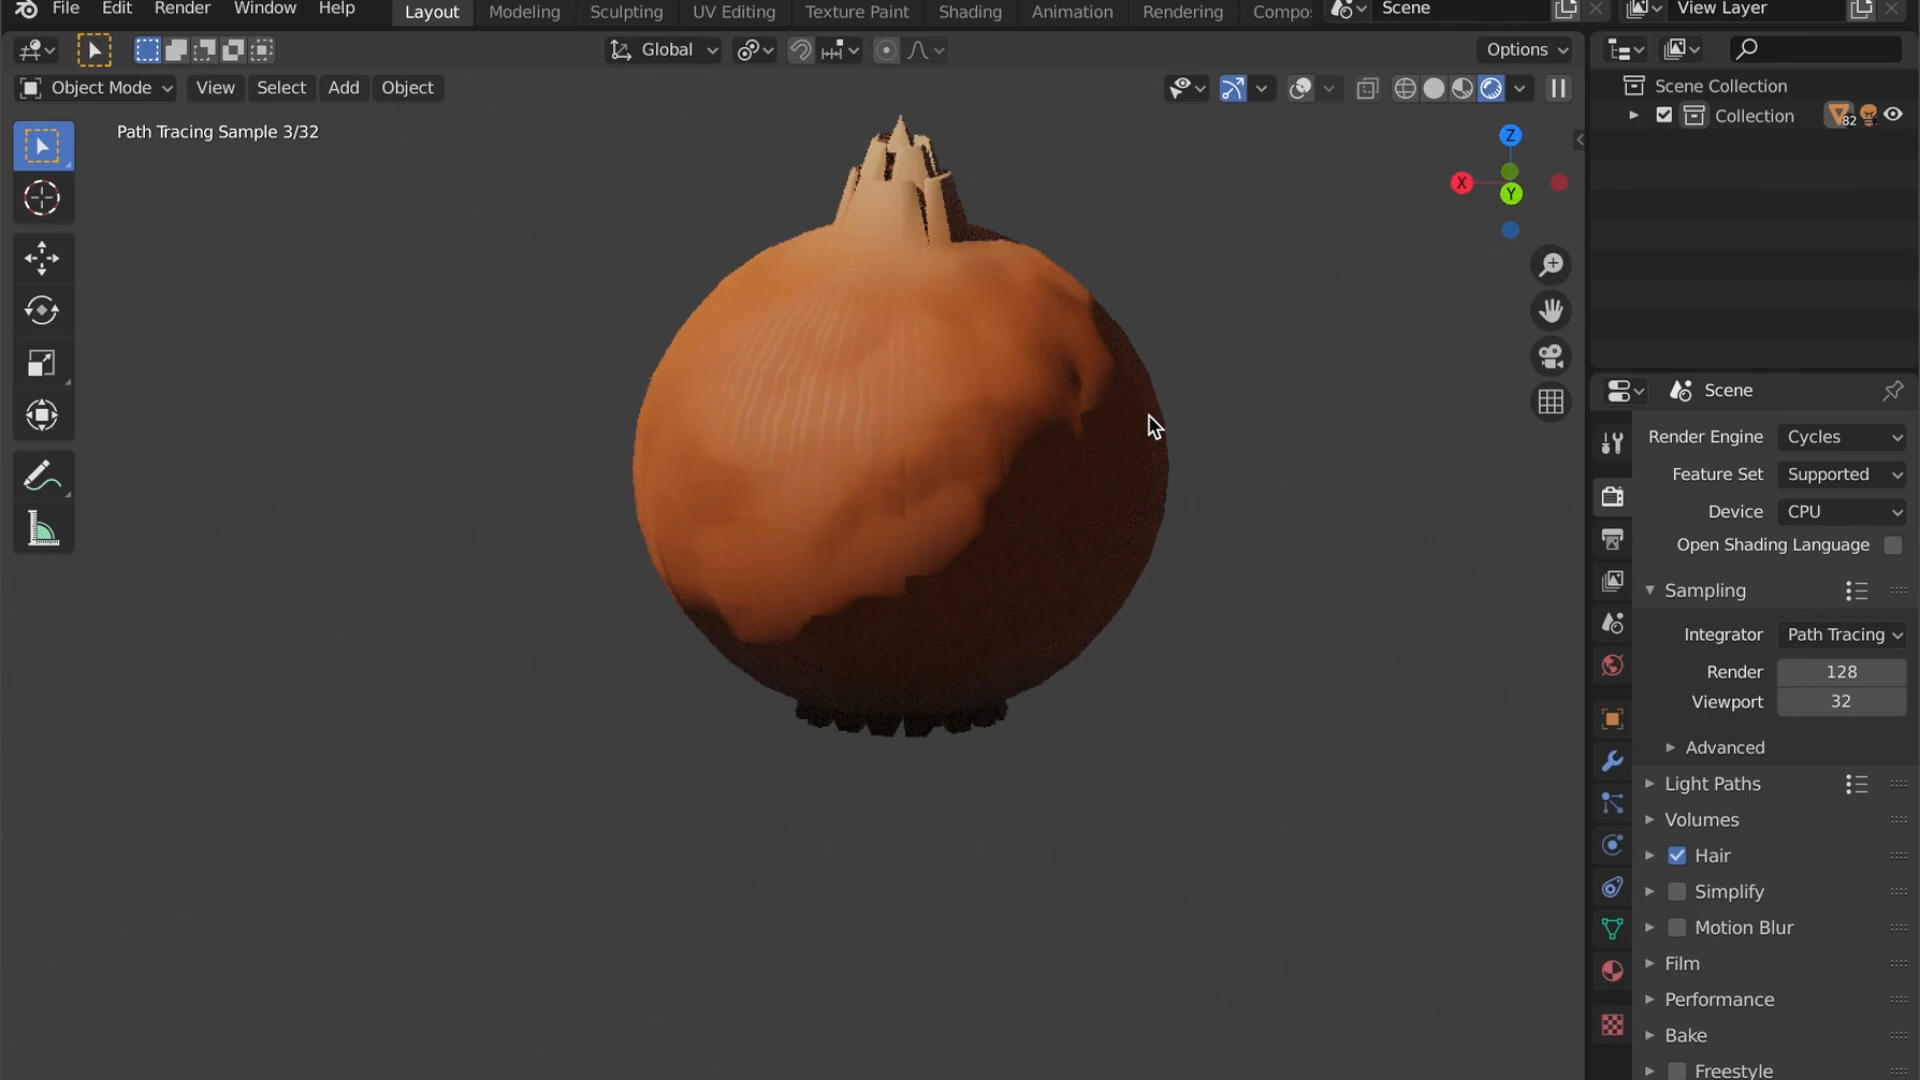 File Edit Render Window Help Layout Modeling Sculpting UV Editing Texture Paint Shading Animation Rendering Compo Scene View Layer
Global Options
Object Mode View Select Add Object
Path Tracing Sample 3/32
Z
X
Y
Scene Collection
Collection 82
Scene
Render Engine Cycles
Feature Set Supported
Device CPU
Open Shading Language
Sampling
Integrator Path Tracing
Render 128
Viewport 32
Advanced
Light Paths
Volumes
Hair
Simplify
Motion Blur
Film
Performance
Bake
Freestyle